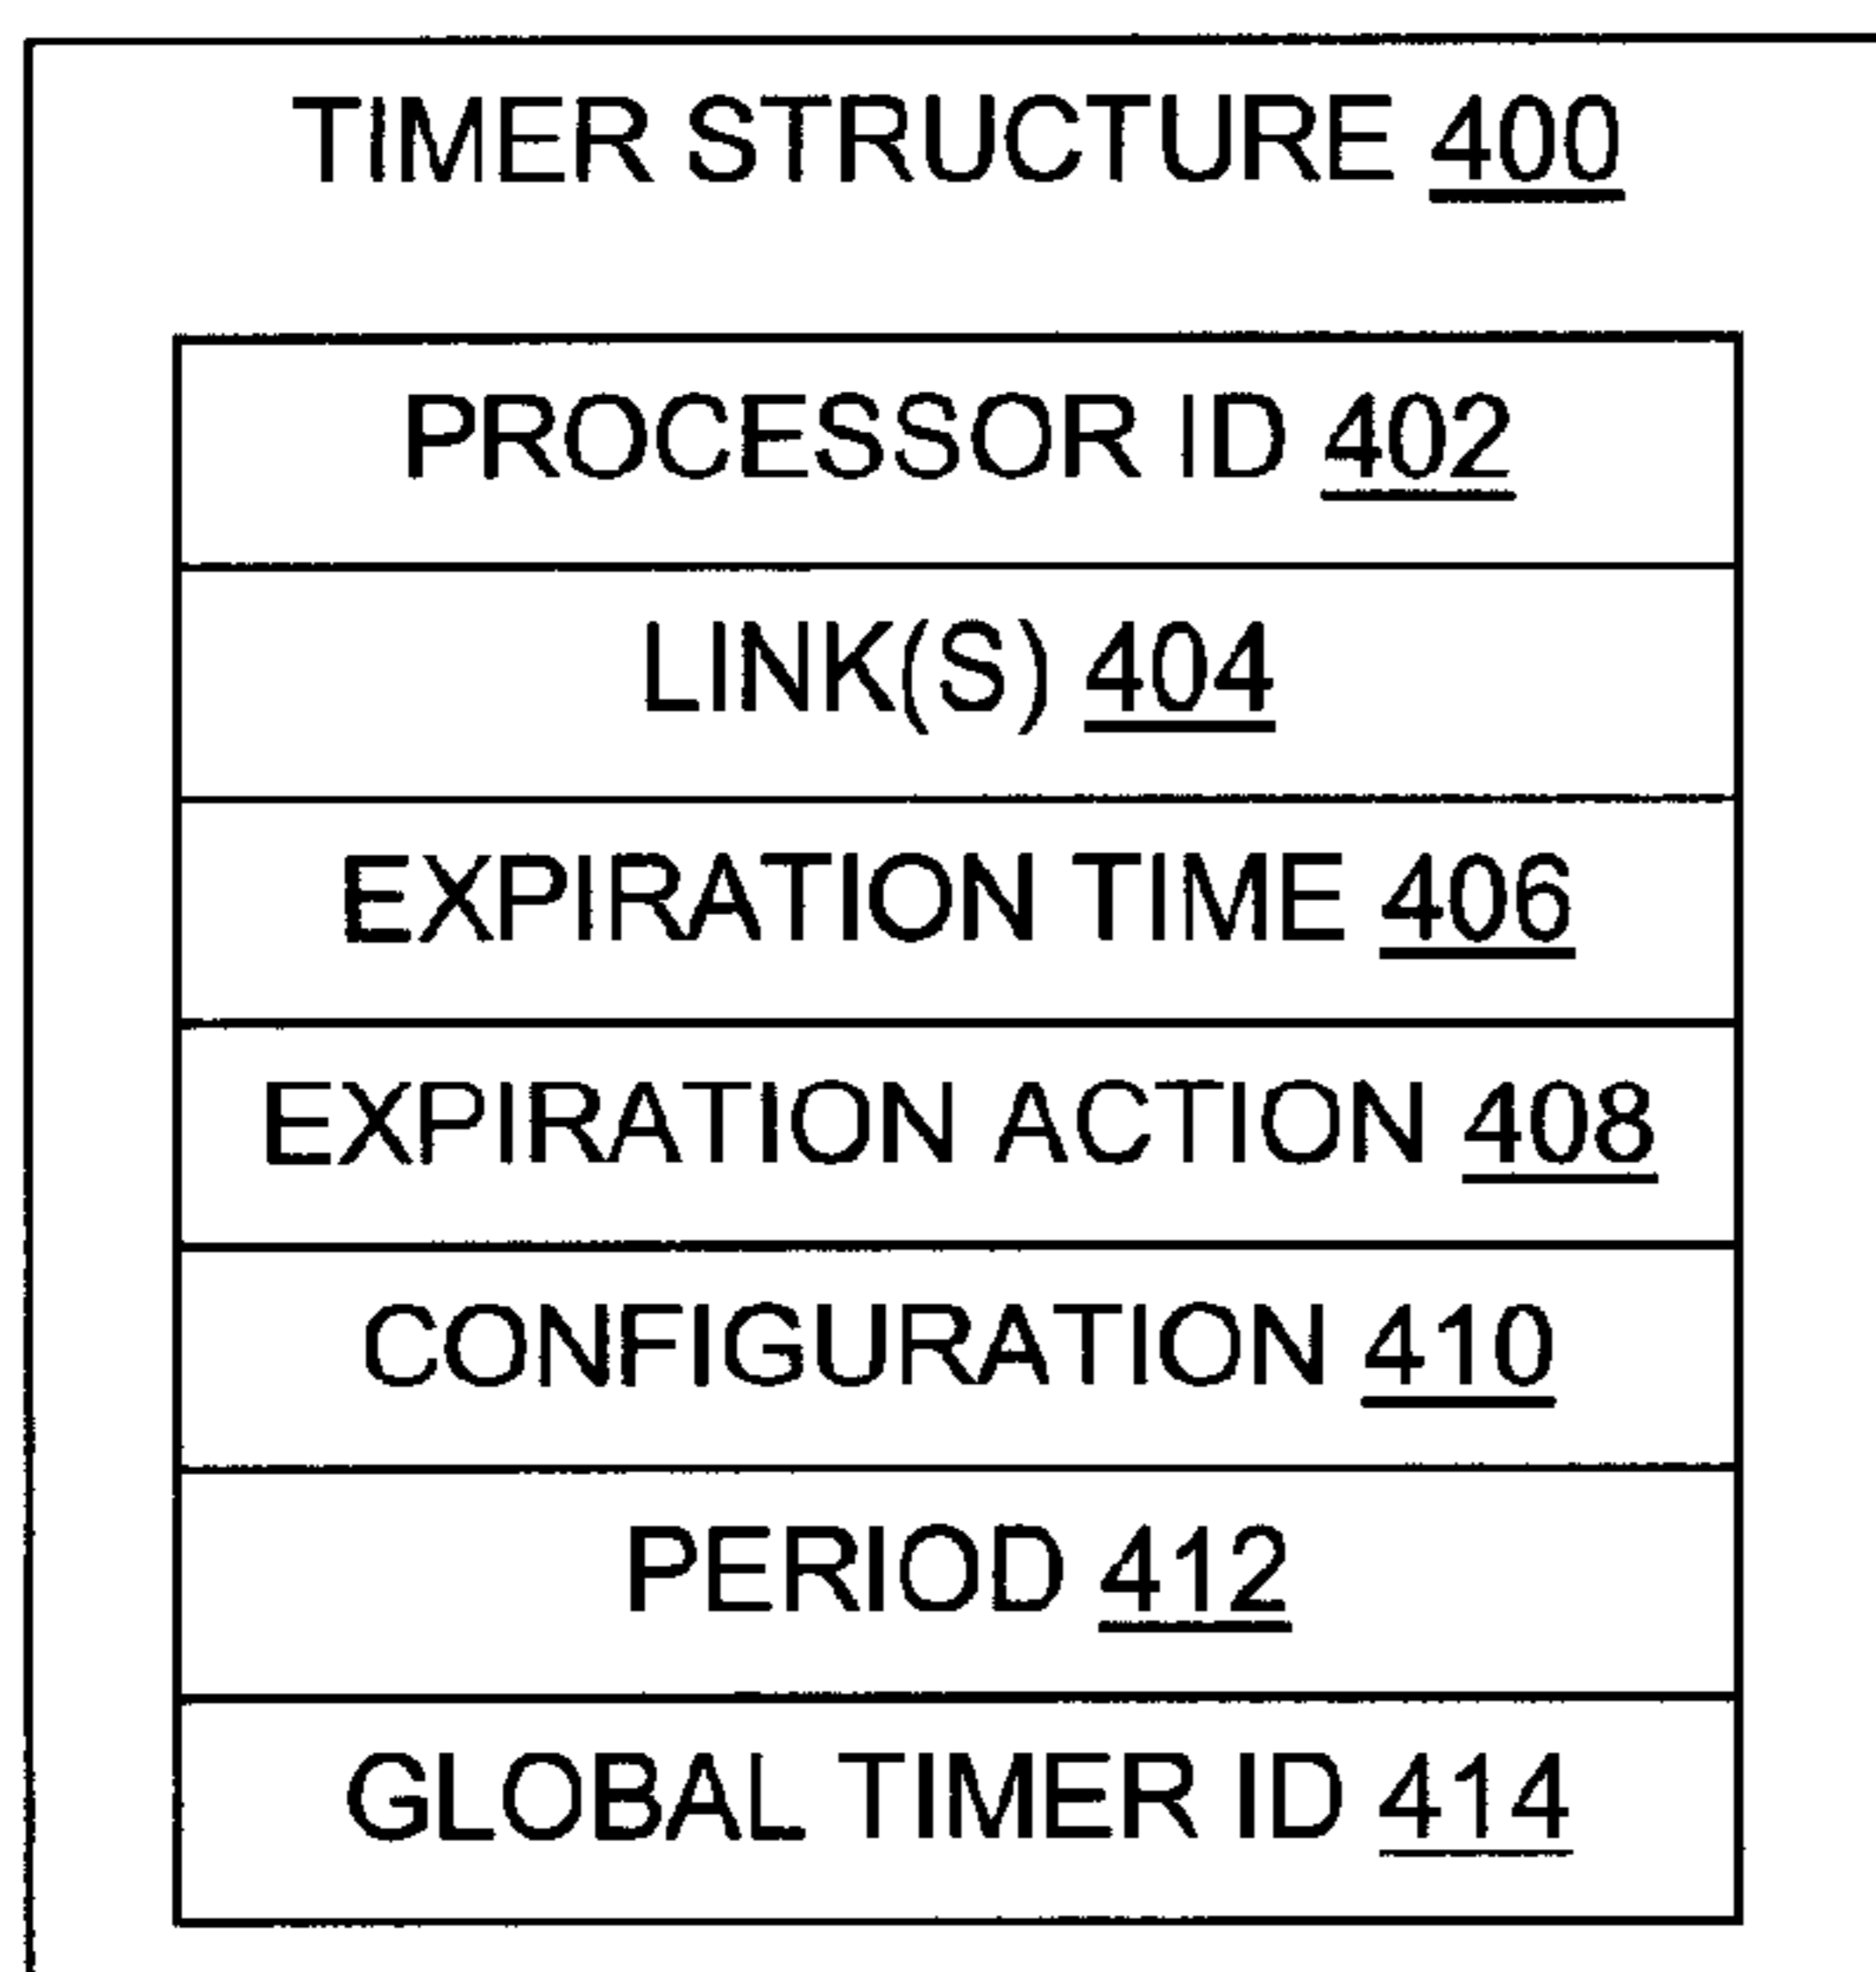 TIMER STRUCTURE 400
PROCESSOR ID 402
LINK(S) 404
EXPIRATION TIME 406
EXPIRATION ACTION 408
CONFIGURATION 410
PERIOD 412
GLOBAL TIMER ID 414